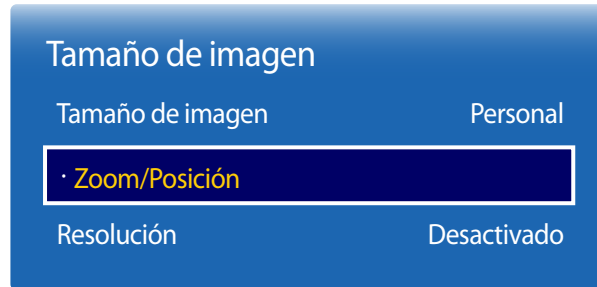 Tamaño de imagen
Tamaño de imagen Personal
· Zoom/Posición
Resolución Desactivado